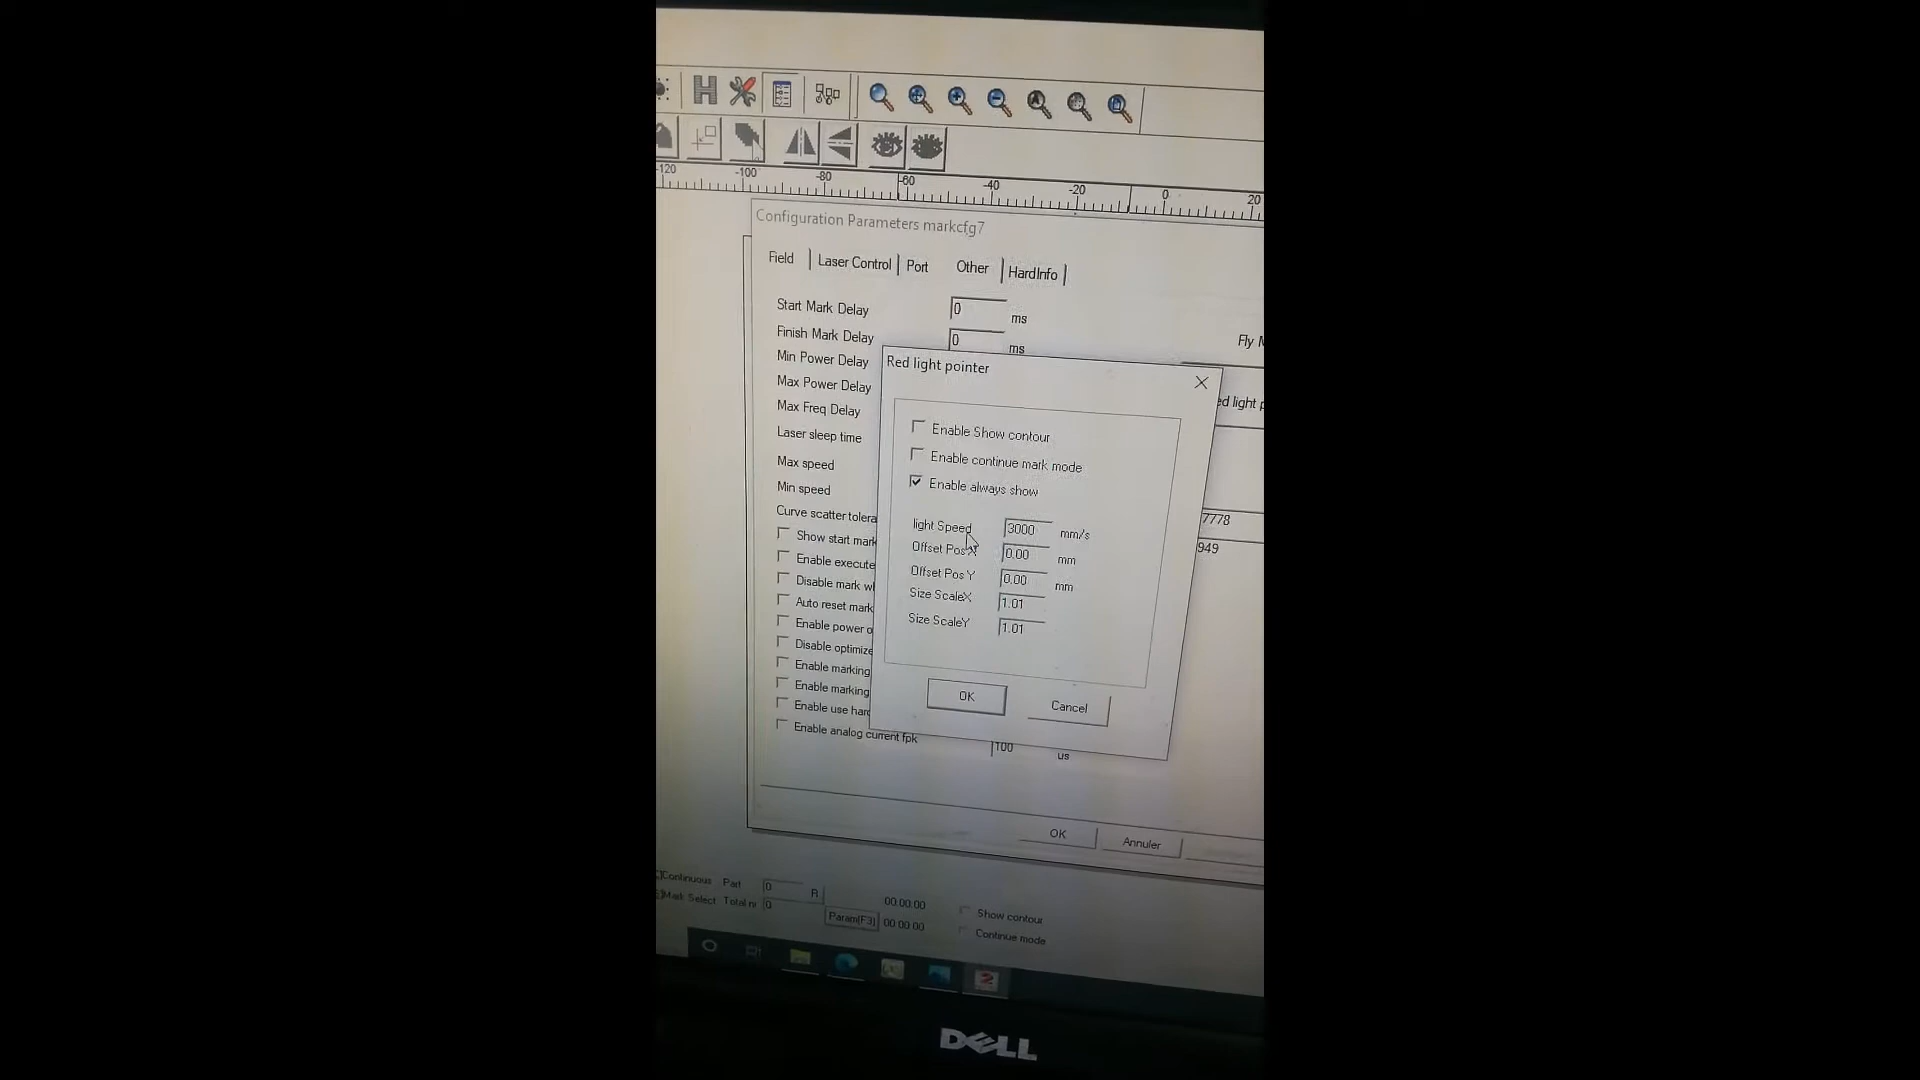 -120 -100 -80 -60 -40 -20 0 20
Configuration Parameters markcfg7
Field Laser Control Port Other HardInfo
Start Mark Delay 0 ms
Finish Mark Delay 0 ms
Fly M
Min Power Delay
Max Power Delay
Max Freq Delay
Laser sleep time
Max speed
Min speed
Curve scatter tolera
Show start mark
Enable execute
Disable mark wh
Auto reset mark
Enable power o
Disable optimize
Enable marking
Enable marking
Enable use hard
Enable analog current fpk
100 us
ed light p
7778
949
Red light pointer
Enable Show contour
Enable continue mark mode
Enable always show
light Speed 3000 mm/s
Offset Pos X 0.00 mm
Offset Pos Y 0.00 mm
Size ScaleX 1.01
Size ScaleY 1.01
OK Cancel
OK Annuler
Continuous Part 0 R 00:00:00 Show contour
Mark Select Total nr 0 Param(F3) 00:00:00 Continue mode
DELL